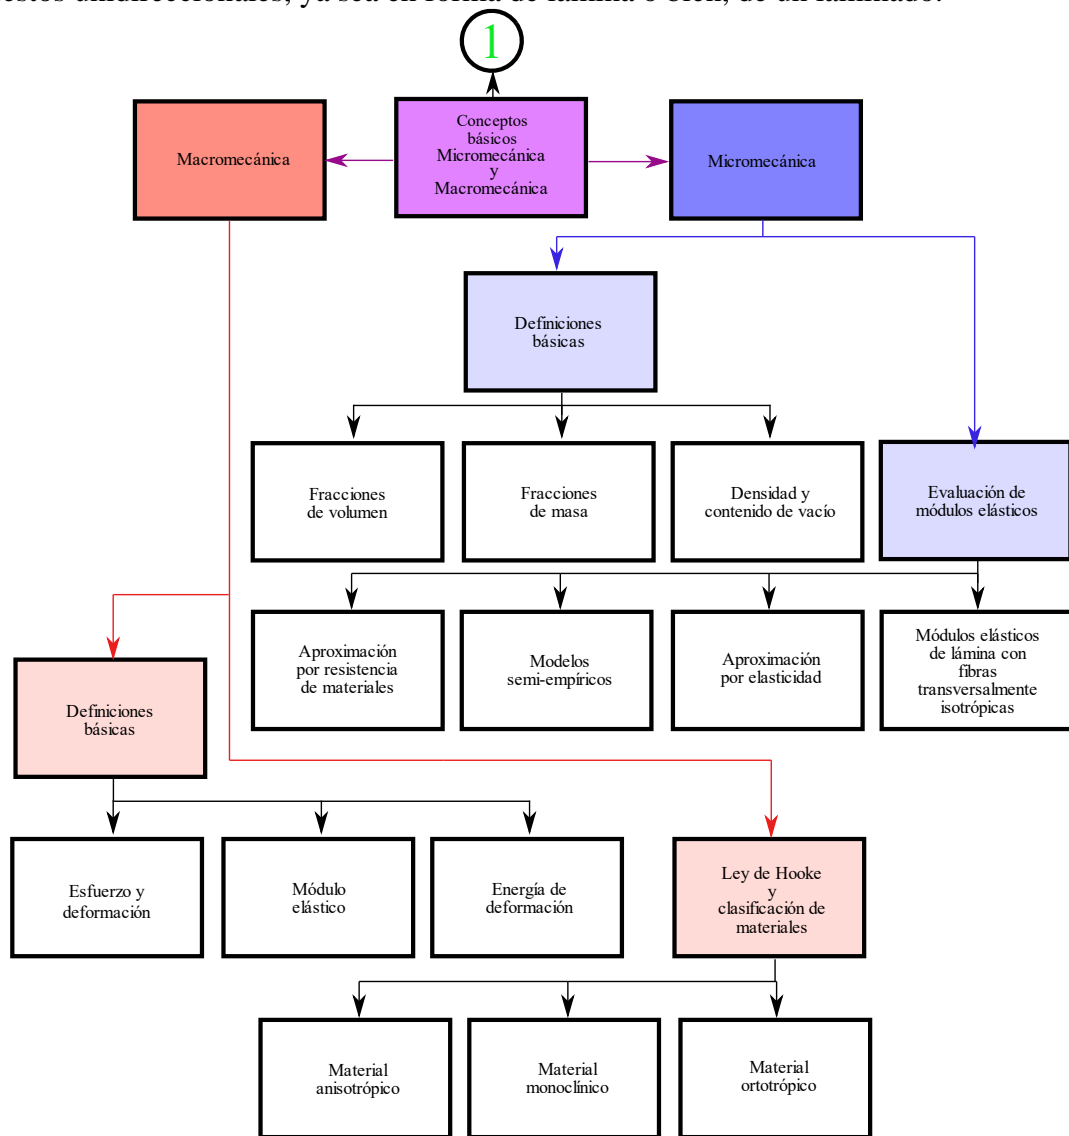 estos unidireccionales, ya sea en forma de lámina o bien, de un laminado.
1
Macromecánica
Conceptos
básicos
Micromecánica
y
Macromecánica
Micromecánica
Definiciones
básicas
Fracciones
de volumen
Fracciones
de masa
Densidad y
contenido de vacío
Evaluación de
módulos elásticos
Aproximación
por resistencia
de materiales
Modelos
semi-empíricos
Aproximación
por elasticidad
Módulos elásticos
de lámina con
fibras
transversalmente
isotrópicas
Definiciones
básicas
Esfuerzo y
deformación
Módulo
elástico
Energía de
deformación
Ley de Hooke
y
clasificación de
materiales
Material
anisotrópico
Material
monoclínico
Material
ortotrópico